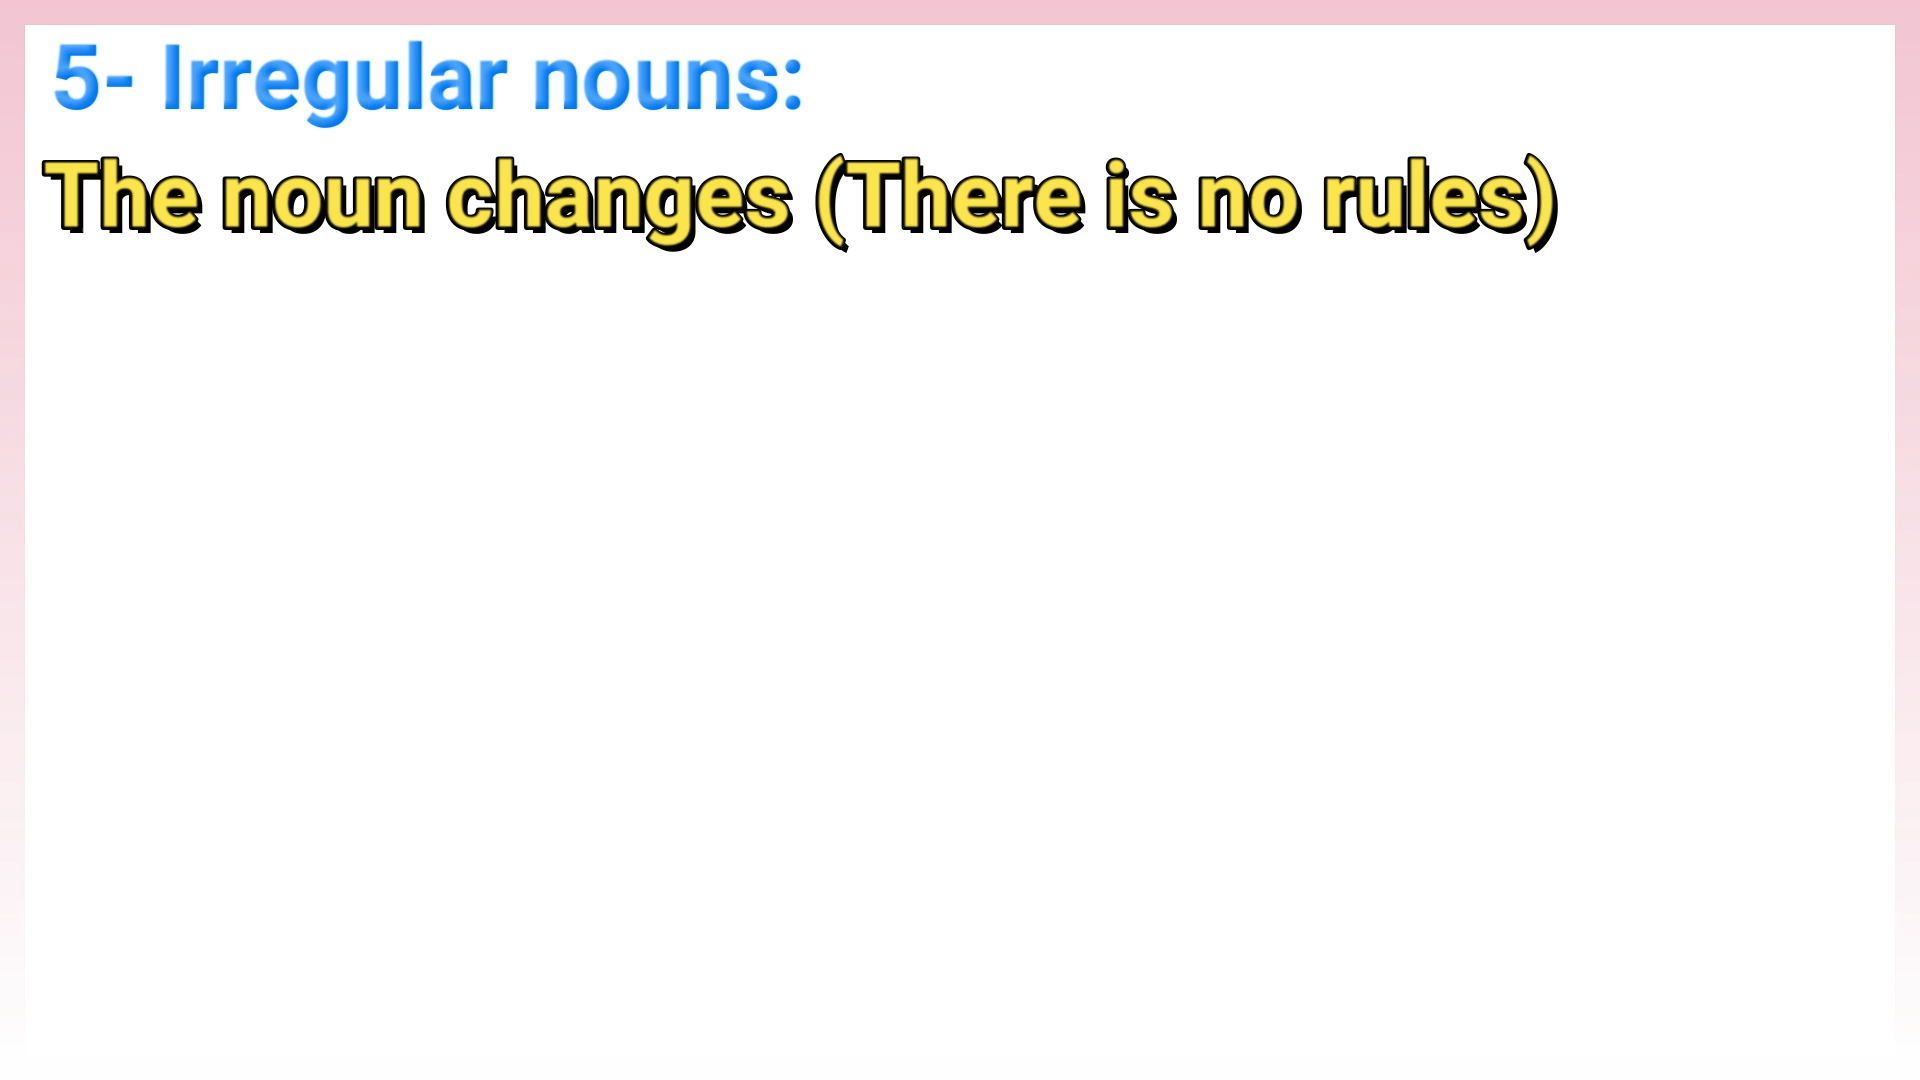 5- Irregular nouns:
The noun changes (There is no rules)